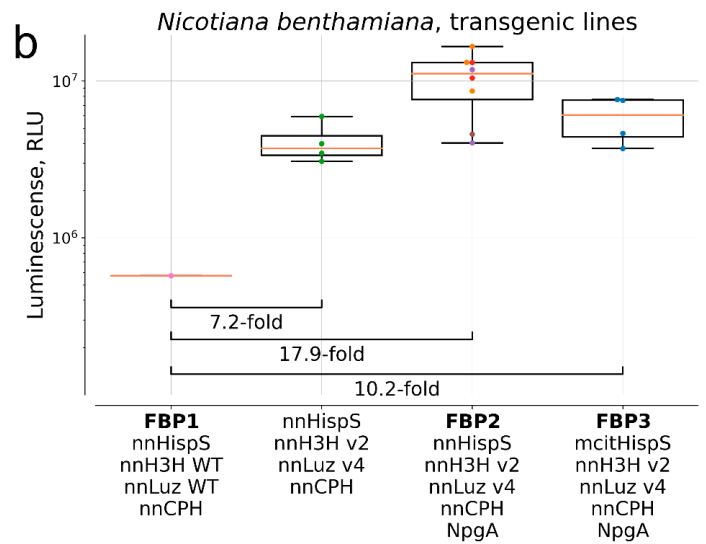 b
Nicotiana benthamiana, transgenic lines
Luminescense, RLU
10⁷
10⁶
7.2-fold
17.9-fold
10.2-fold
FBP1
nnHispS
nnH3H WT
nnLuz WT
nnCPH
nnHispS
nnH3H v2
nnLuz v4
nnCPH
FBP2
nnHispS
nnH3H v2
nnLuz v4
nnCPH
NpgA
FBP3
mcitHispS
nnH3H v2
nnLuz v4
nnCPH
NpgA